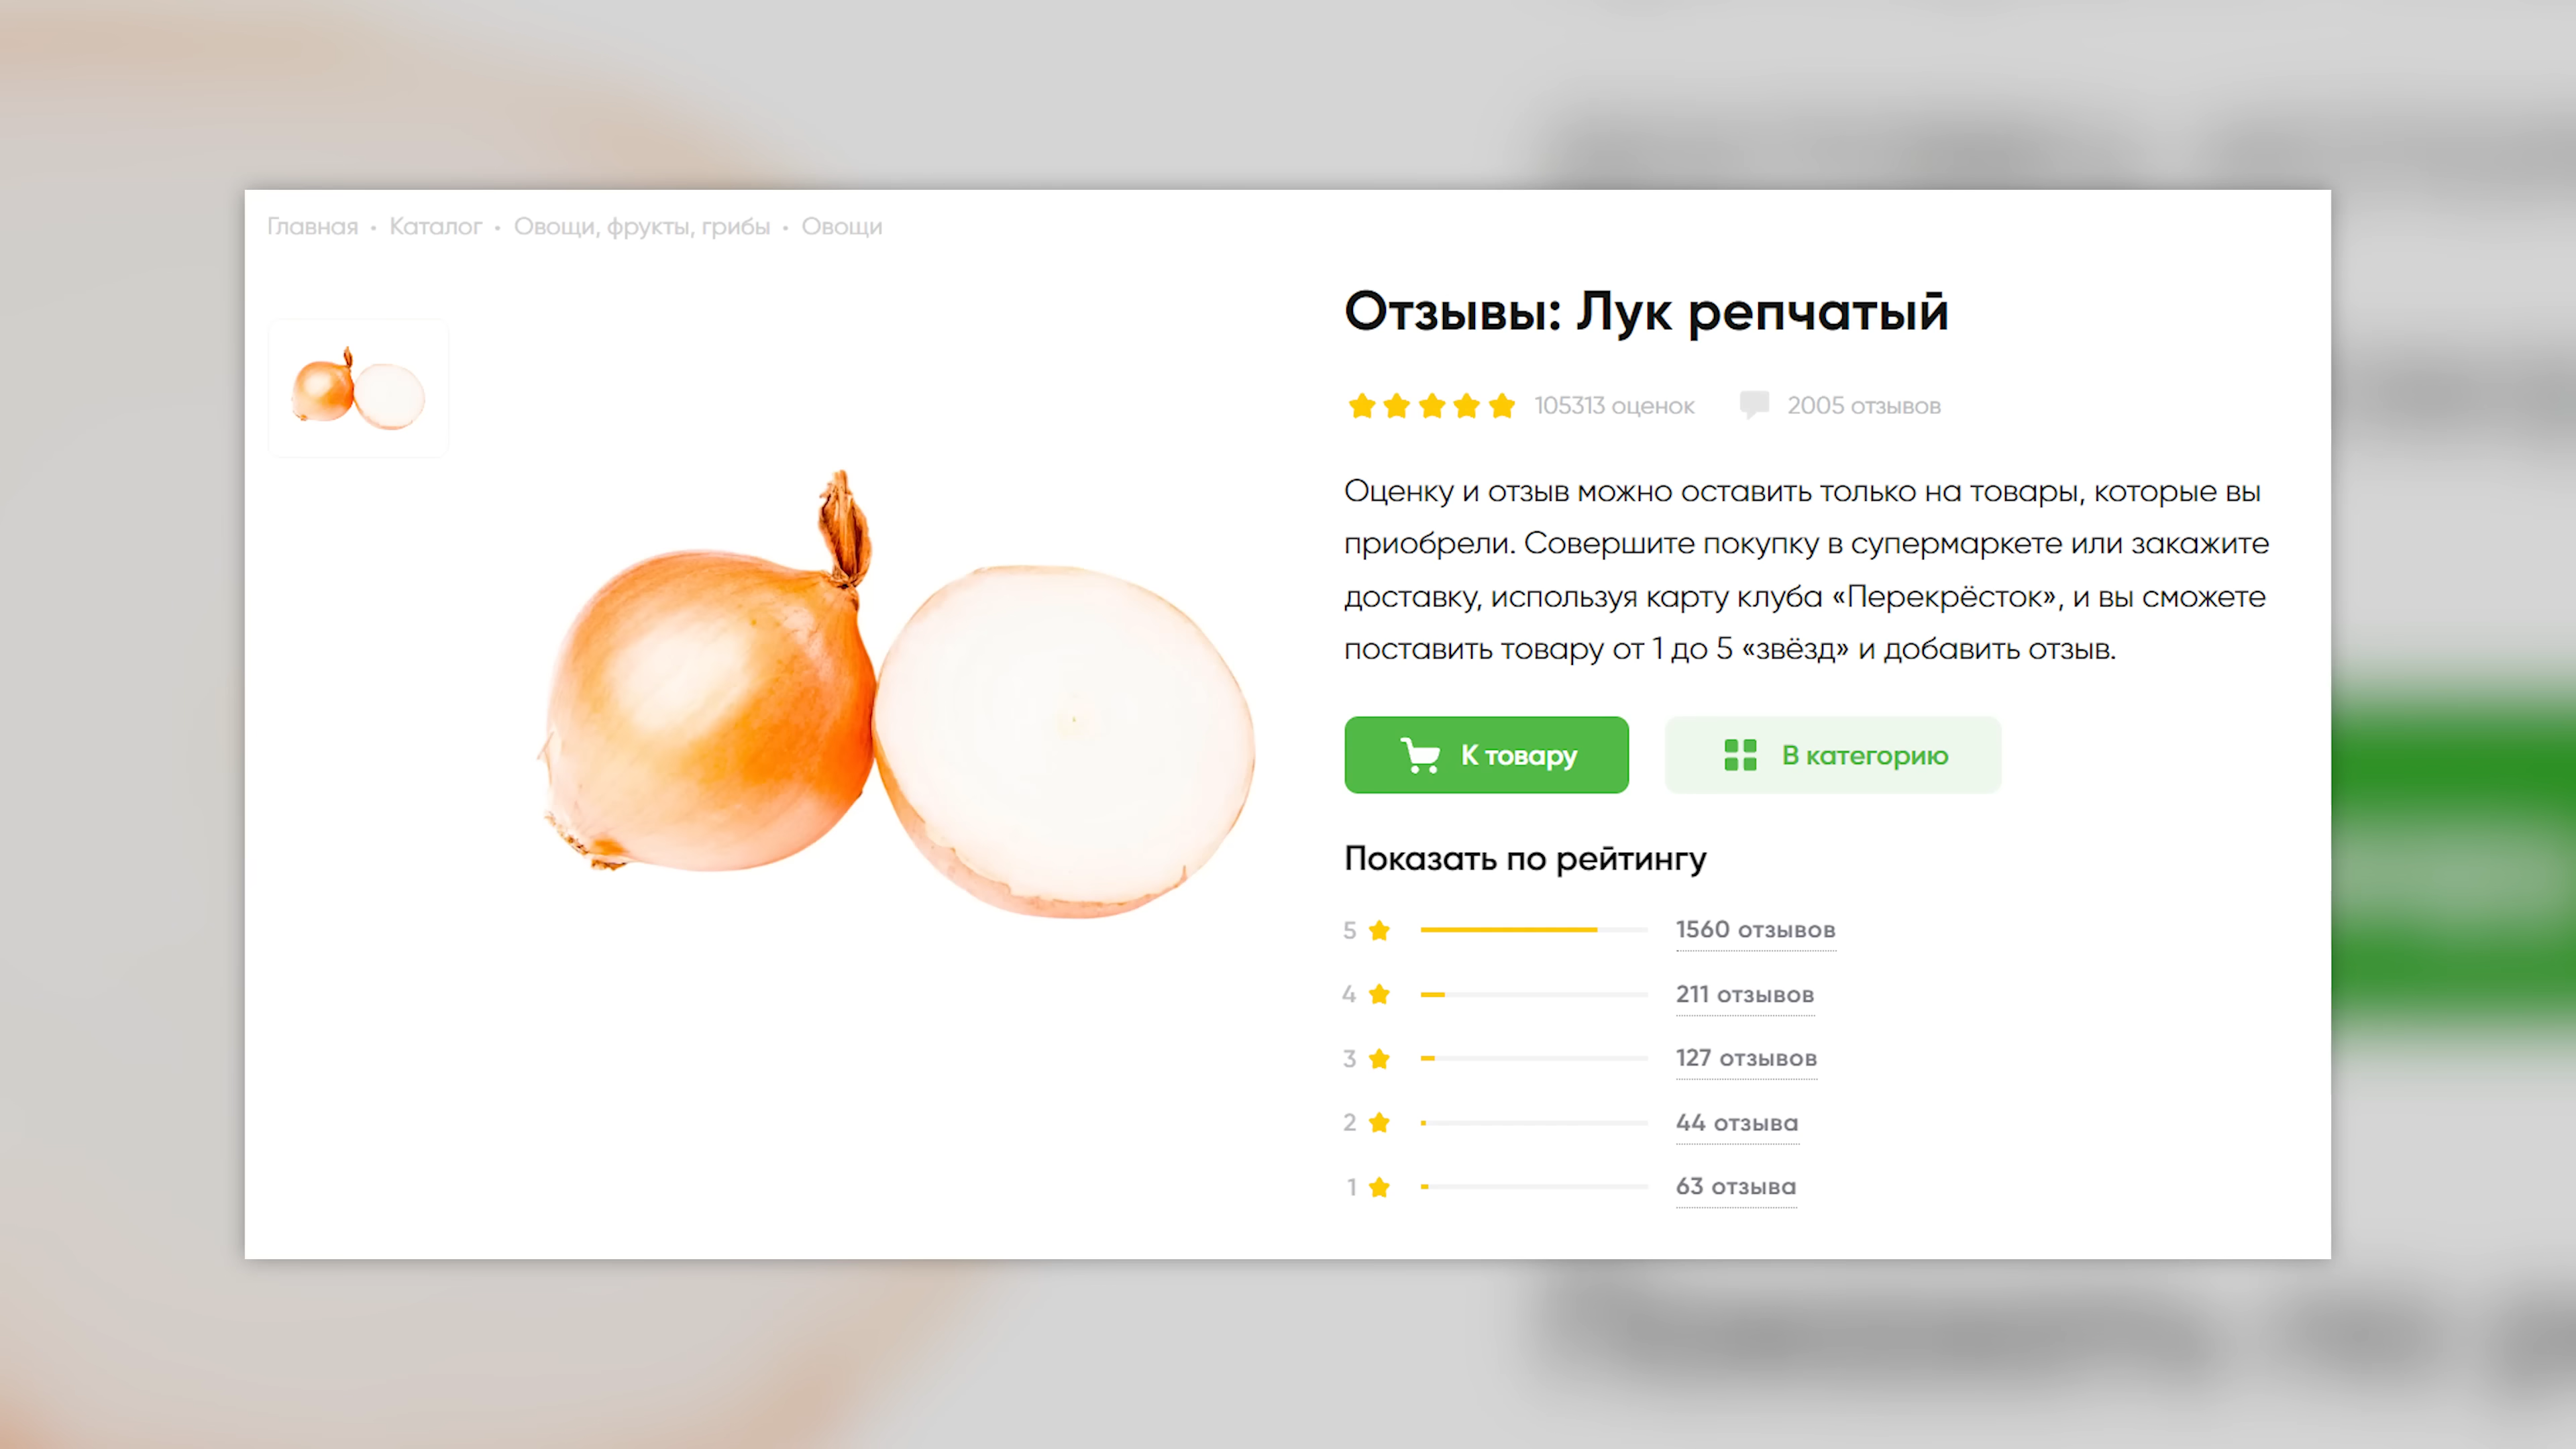 Главная • Каталог • Овощи, фрукты, грибы • Овощи
Отзывы: Лук репчатый
105313 оценок 2005 отзывов
Оценку и отзыв можно оставить только на товары, которые вы
приобрели. Совершите покупку в супермаркете или закажите
доставку, используя карту клуба «Перекрёсток», и вы сможете
поставить товару от 1 до 5 «звёзд» и добавить отзыв.
К товару В категорию
Показать по рейтингу
5 1560 отзывов
4 211 отзывов
3 127 отзывов
2 44 отзыва
1 63 отзыва